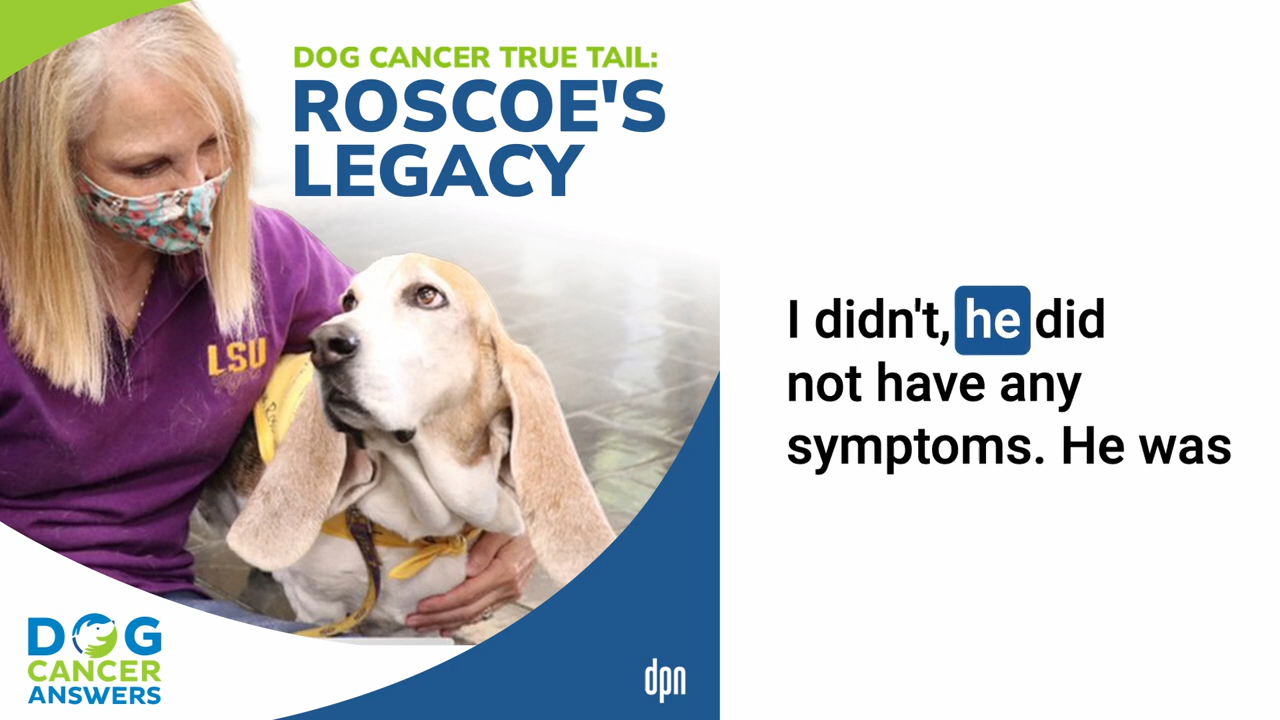 DOG CANCER TRUE TAIL:
ROSCOE'S
LEGACY
LSU
I didn't, he did
not have any
symptoms. He was
DOG
CANCER
ANSWERS
dpn